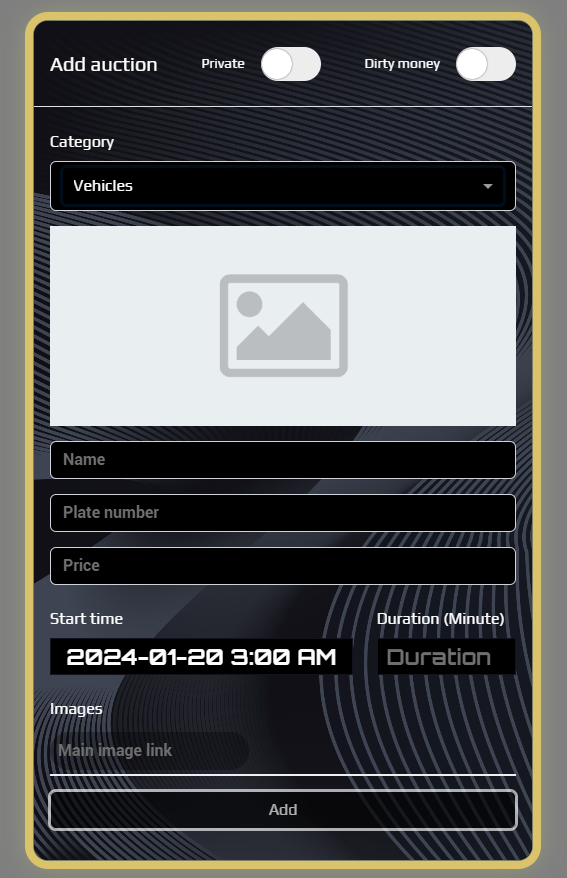 Add auction Private Dirty money
Category
Vehicles
Name
Plate number
Price
Start time Duration (Minute)
2024-01-20 3:00 AM Duration
Images
Main image link
Add